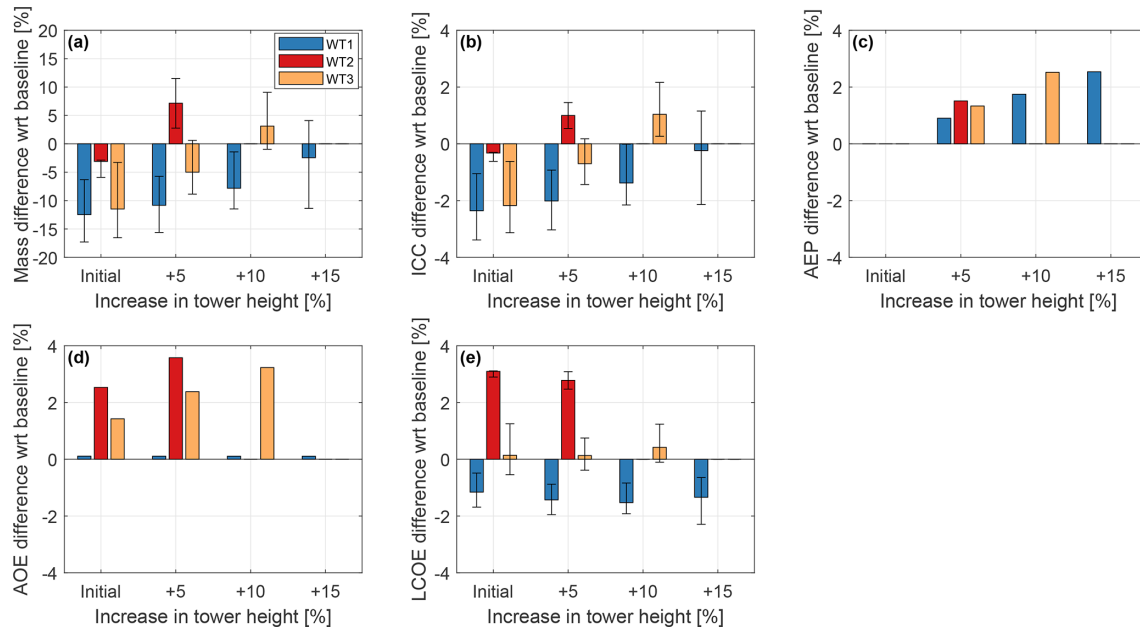 (a)
WT1
WT2
WT3
20
15
10
5
0
-5
-10
-15
-20
Mass difference wrt baseline [%]
Initial
+5
+10
+15
Increase in tower height [%]
(b)
4
2
0
-2
-4
ICC difference wrt baseline [%]
Initial
+5
+10
+15
Increase in tower height [%]
(c)
4
2
0
-2
-4
AEP difference wrt baseline [%]
Initial
+5
+10
+15
Increase in tower height [%]
(d)
4
2
0
-2
-4
AOE difference wrt baseline [%]
Initial
+5
+10
+15
Increase in tower height [%]
(e)
4
2
0
-2
-4
LCOE difference wrt baseline [%]
Initial
+5
+10
+15
Increase in tower height [%]